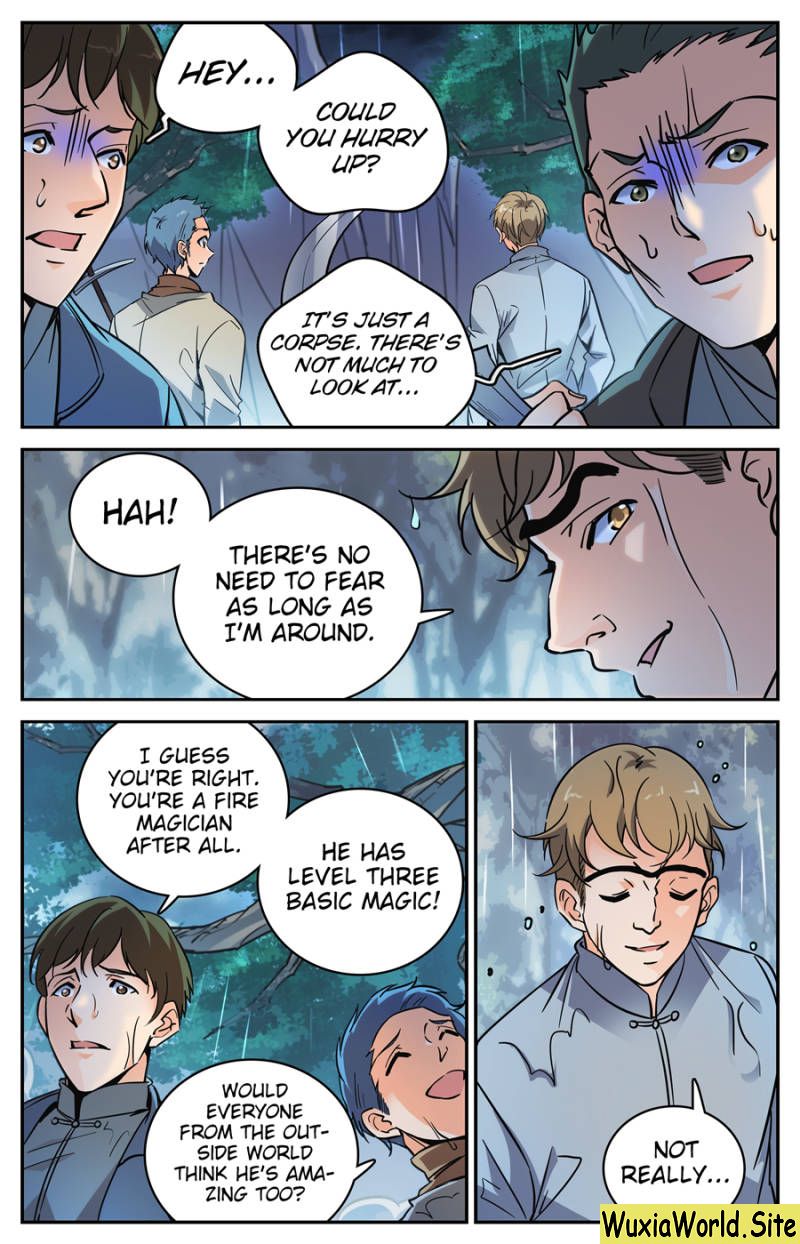 HEY...
COULD
YOU HURRY
UP?
IT'S JUST A
CORPSE. THERE'S
NOT MUCH TO
LOOK AT...
HAH!
THERE'S NO
NEED TO FEAR
AS LONG AS
I'M AROUND.
I GUESS
YOU'RE RIGHT.
YOU'RE A FIRE
MAGICIAN
AFTER ALL.
HE HAS
LEVEL THREE
BASIC MAGIC!
WOULD
EVERYONE
FROM THE OUT-
SIDE WORLD
THINK HE'S AMA-
ZING TOO?
NOT
REALLY...
WuxiaWorld.Site